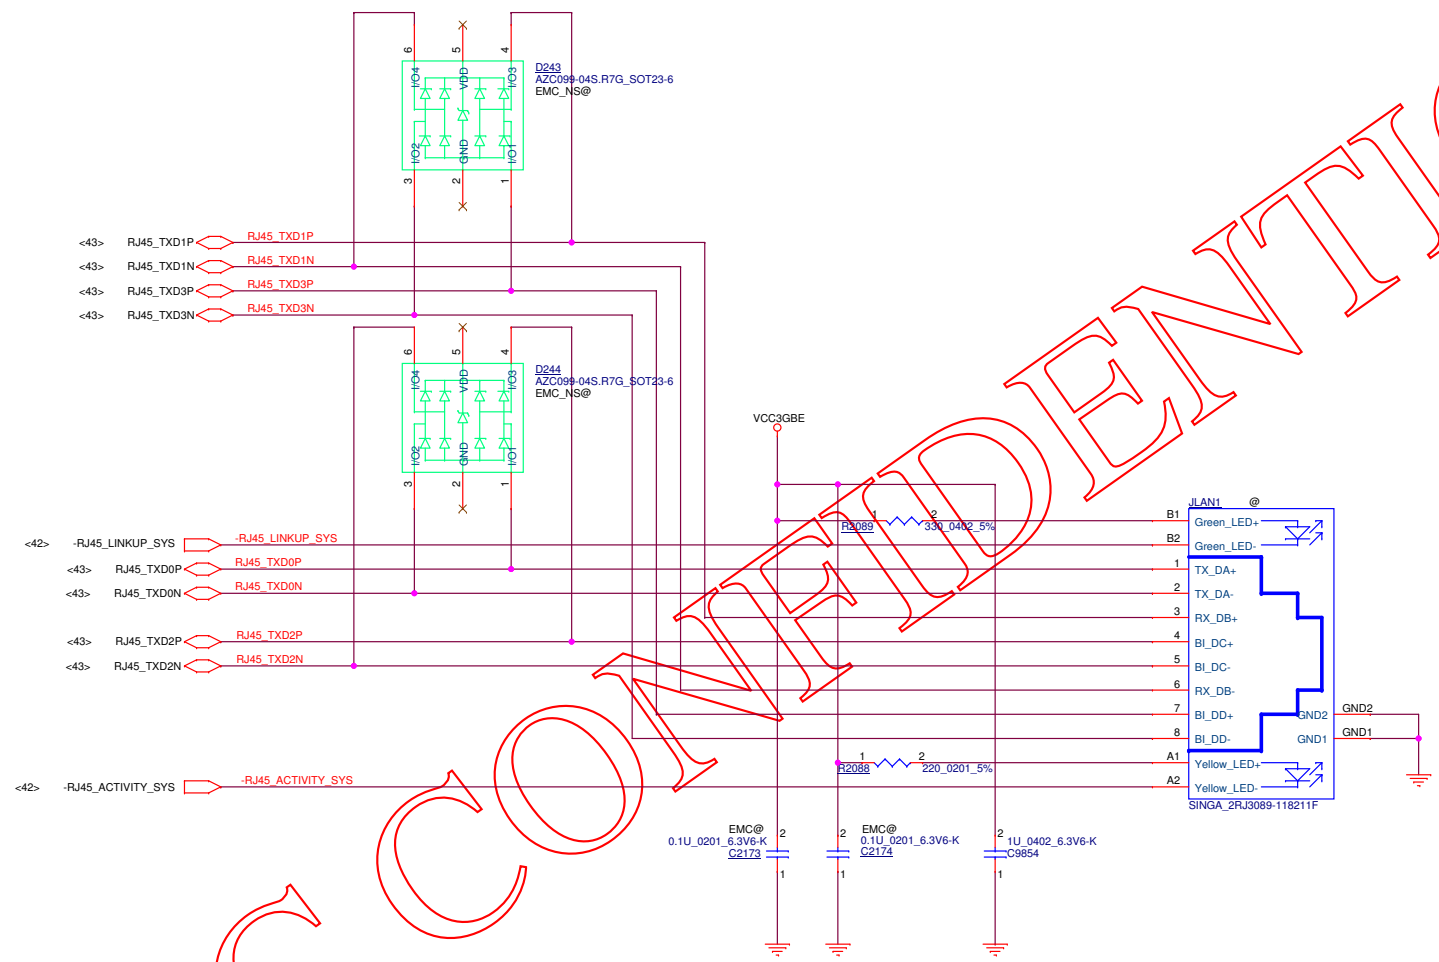 6
5
4
I/O4
VDD
I/O3
D243
AZC099-04S.R7G_SOT23-6
EMC_NS@
I/O2
GND
I/O1
3
2
1
<43> RJ45_TXD1P RJ45_TXD1P
<43> RJ45_TXD1N RJ45_TXD1N
<43> RJ45_TXD3P RJ45_TXD3P
<43> RJ45_TXD3N RJ45_TXD3N
6
5
4
I/O4
VDD
I/O3
D244
AZC099-04S.R7G_SOT23-6
EMC_NS@
I/O2
GND
I/O1
3
2
1
VCC3GBE
JLAN1 @
1 2
R2089 330_0402_5%
B1 Green_LED+
<42> -RJ45_LINKUP_SYS -RJ45_LINKUP_SYS B2 Green_LED-
<43> RJ45_TXD0P RJ45_TXD0P 1 TX_DA+
<43> RJ45_TXD0N RJ45_TXD0N 2 TX_DA-
3 RX_DB+
<43> RJ45_TXD2P RJ45_TXD2P 4 BI_DC+
<43> RJ45_TXD2N RJ45_TXD2N 5 BI_DC-
6 RX_DB-
7 BI_DD+ GND2 GND2
8 BI_DD- GND1 GND1
1 2
R2088 220_0201_5%
A1 Yellow_LED+
<42> -RJ45_ACTIVITY_SYS -RJ45_ACTIVITY_SYS A2 Yellow_LED-
SINGA_2RJ3089-118211F
EMC@ 2
0.1U_0201_6.3V6-K
C2173
1
EMC@ 2
0.1U_0201_6.3V6-K
C2174
1
2
1U_0402_6.3V6-K
C9854
1
C CONFIDENTI